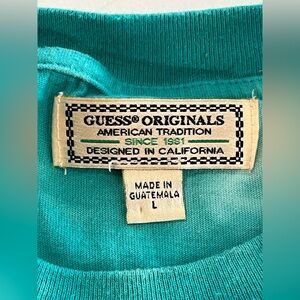 GUESS® ORIGINALS
AMERICAN TRADITION
SINCE 1981
DESIGNED IN CALIFORNIA
MADE IN
GUATEMALA
L